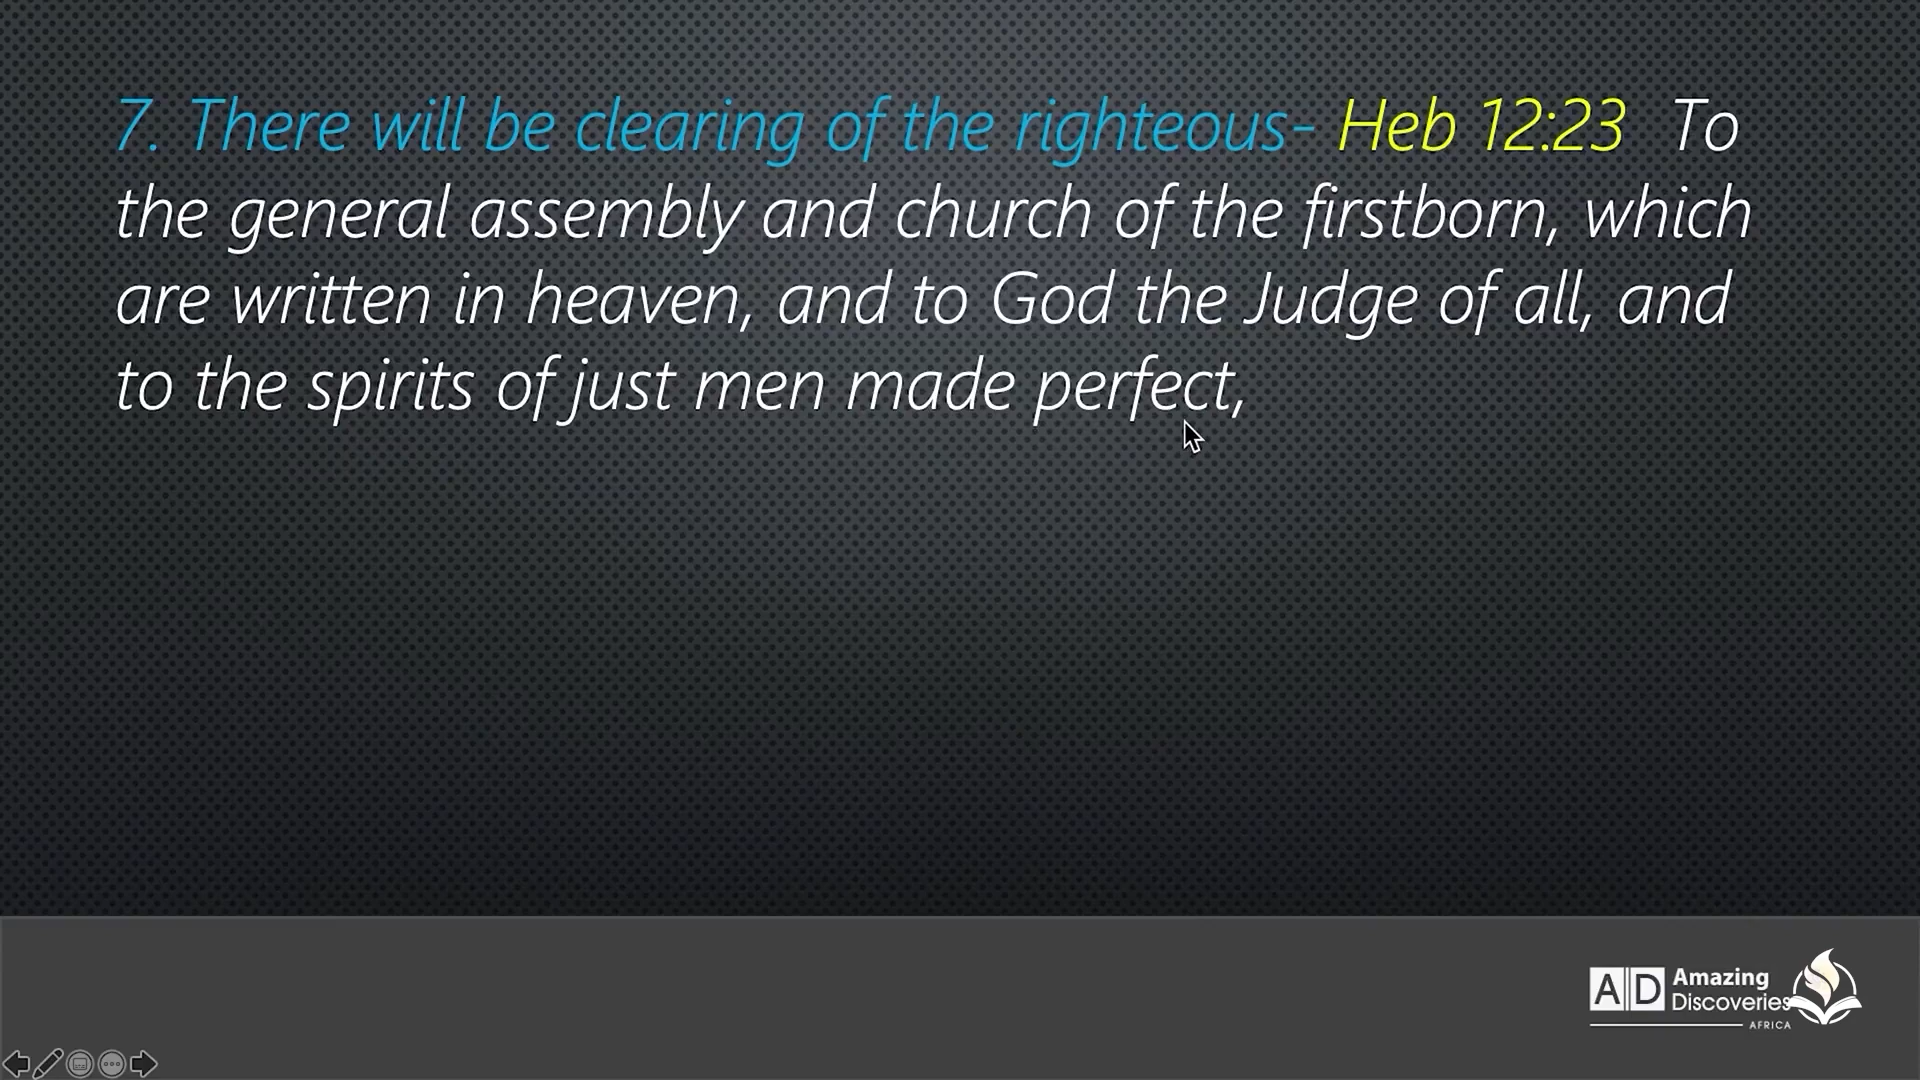 7. There will be clearing of the righteous- Heb 12:23 To
the general assembly and church of the firstborn, which
are written in heaven, and to God the Judge of all, and
to the spirits of just men made perfect,
AD Amazing
Discoveries
AFRICA